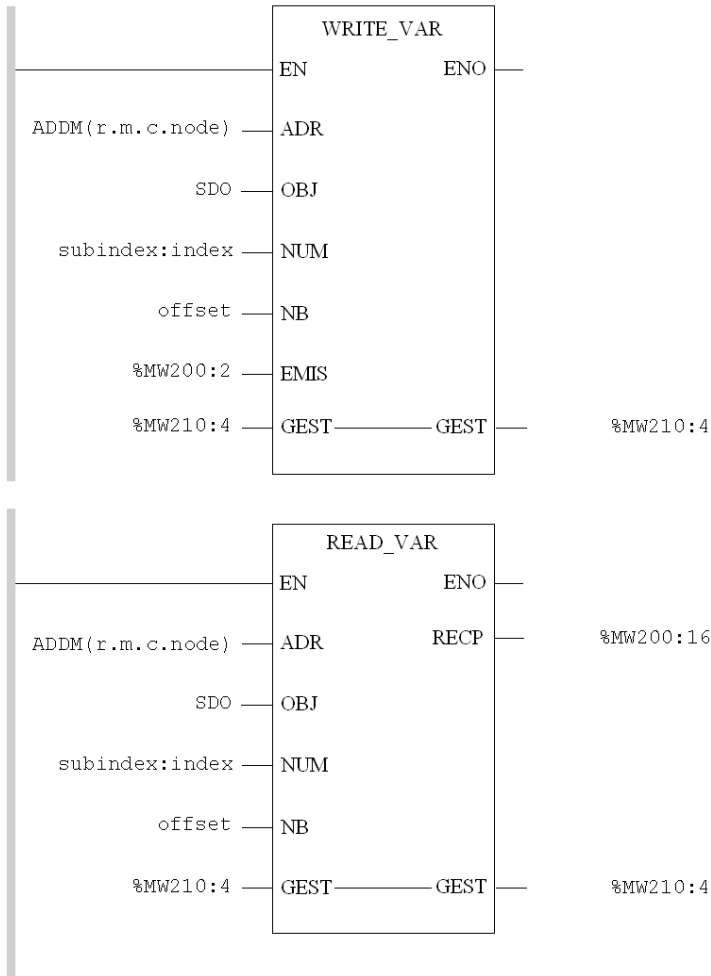 WRITE_VAR
EN ENO
ADDM(r.m.c.node) ADR
SDO OBJ
subindex:index NUM
offset NB
%MW200:2 EMIS
%MW210:4 GEST GEST %MW210:4
READ_VAR
EN ENO
ADDM(r.m.c.node) ADR RECP %MW200:16
SDO OBJ
subindex:index NUM
offset NB
%MW210:4 GEST GEST %MW210:4